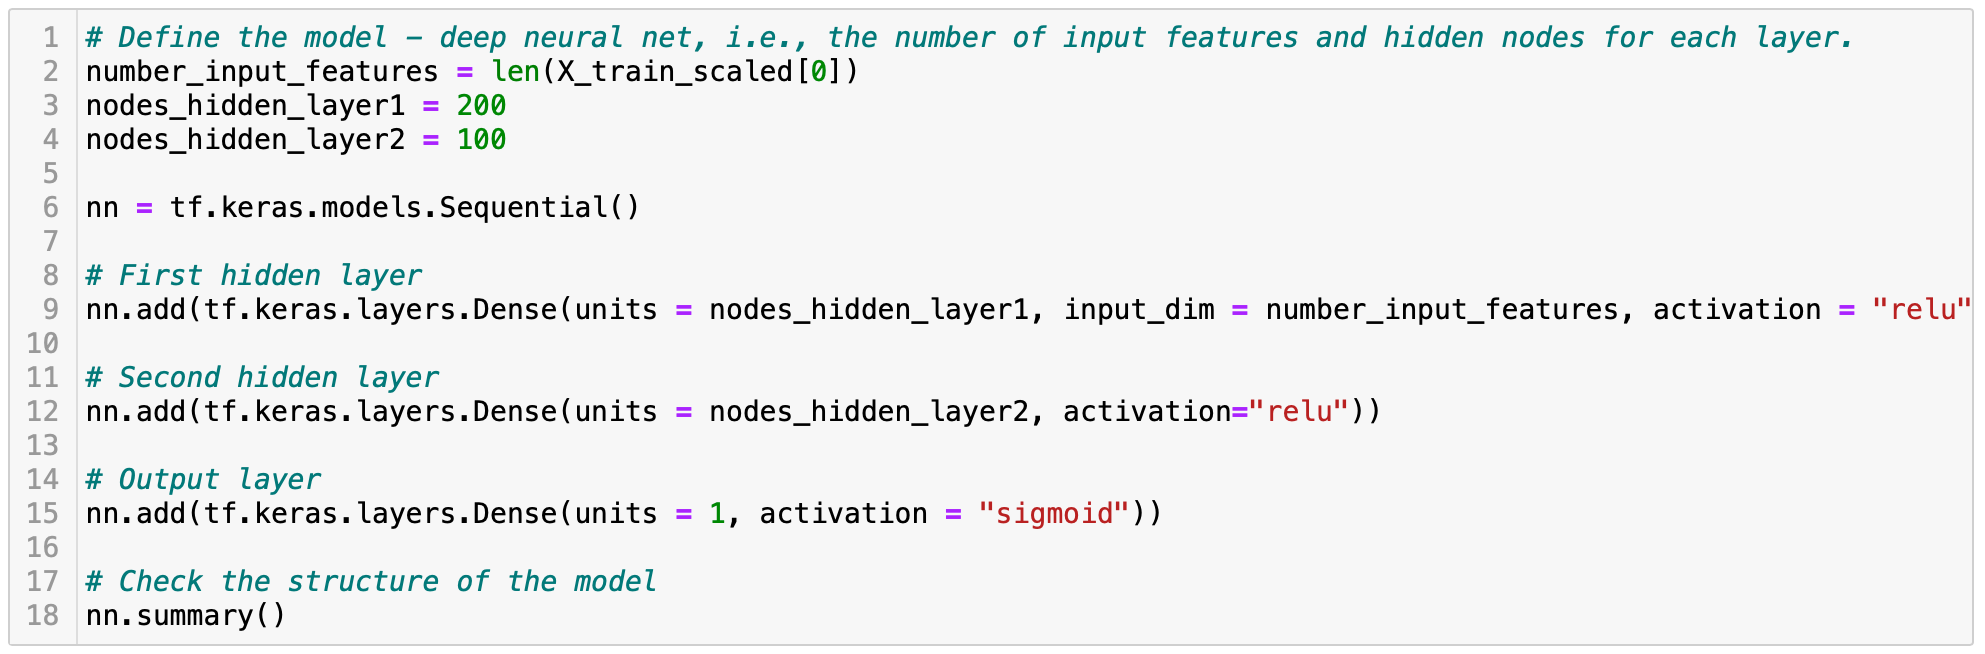 1 # Define the model – deep neural net, i.e., the number of input features and hidden nodes for each layer.
2 number_input_features = len(X_train_scaled[0])
3 nodes_hidden_layer1 = 200
4 nodes_hidden_layer2 = 100
5
6 nn = tf.keras.models.Sequential()
7
8 # First hidden layer
9 nn.add(tf.keras.layers.Dense(units = nodes_hidden_layer1, input_dim = number_input_features, activation = "relu"
10
11 # Second hidden layer
12 nn.add(tf.keras.layers.Dense(units = nodes_hidden_layer2, activation="relu"))
13
14 # Output layer
15 nn.add(tf.keras.layers.Dense(units = 1, activation = "sigmoid"))
16
17 # Check the structure of the model
18 nn.summary()